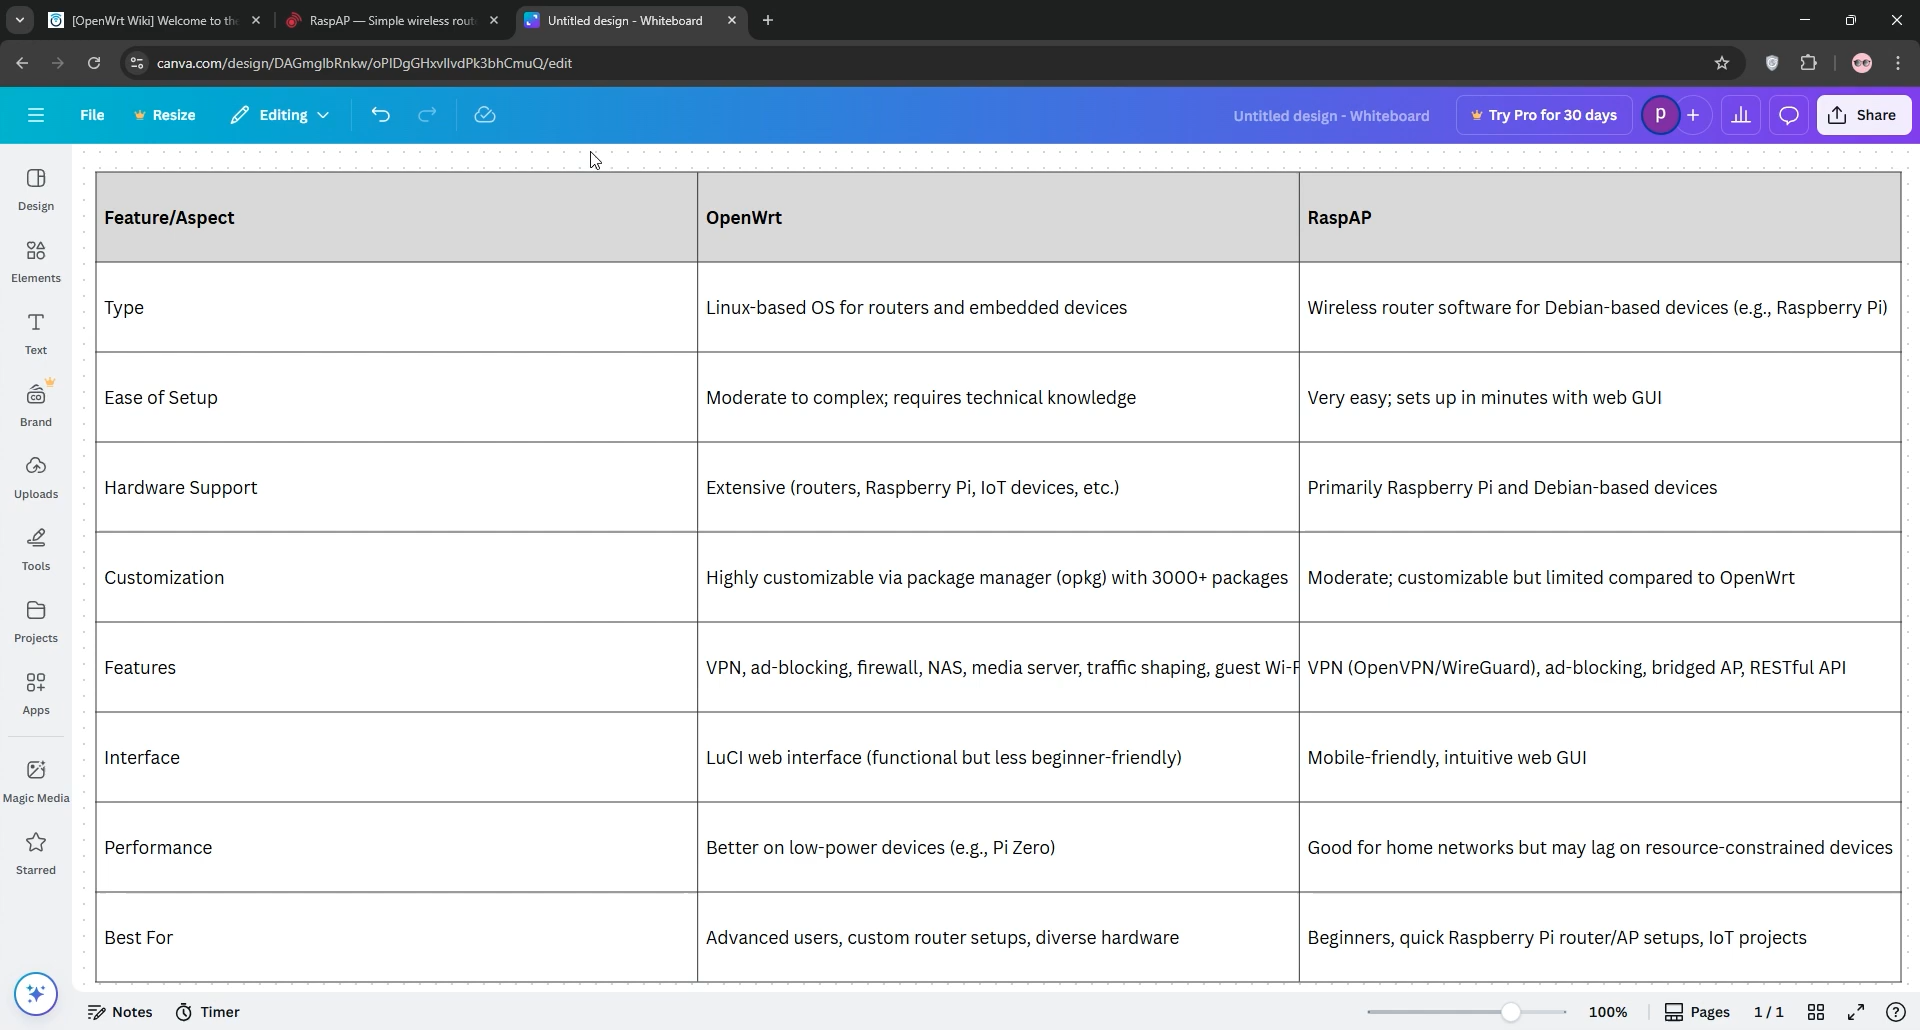 [OpenWrt Wiki] Welcome to the
RaspAP — Simple wireless rout
Untitled design - Whiteboard
canva.com/design/DAGmglbRnkw/oPIDgGHxvIlvdPk3bhCmuQ/edit
File
Resize
Editing
Untitled design - Whiteboard
Try Pro for 30 days
P
Share
Design
Elements
Text
Brand
Uploads
Tools
Projects
Apps
Magic Media
Starred
Feature/Aspect OpenWrt RaspAP
Type Linux-based OS for routers and embedded devices Wireless router software for Debian-based devices (e.g., Raspberry Pi)
Ease of Setup Moderate to complex; requires technical knowledge Very easy; sets up in minutes with web GUI
Hardware Support Extensive (routers, Raspberry Pi, IoT devices, etc.) Primarily Raspberry Pi and Debian-based devices
Customization Highly customizable via package manager (opkg) with 3000+ packages Moderate; customizable but limited compared to OpenWrt
Features VPN, ad-blocking, firewall, NAS, media server, traffic shaping, guest Wi-F VPN (OpenVPN/WireGuard), ad-blocking, bridged AP, RESTful API
Interface LuCI web interface (functional but less beginner-friendly) Mobile-friendly, intuitive web GUI
Performance Better on low-power devices (e.g., Pi Zero) Good for home networks but may lag on resource-constrained devices
Best For Advanced users, custom router setups, diverse hardware Beginners, quick Raspberry Pi router/AP setups, IoT projects
Notes
Timer
100%
Pages
1 / 1